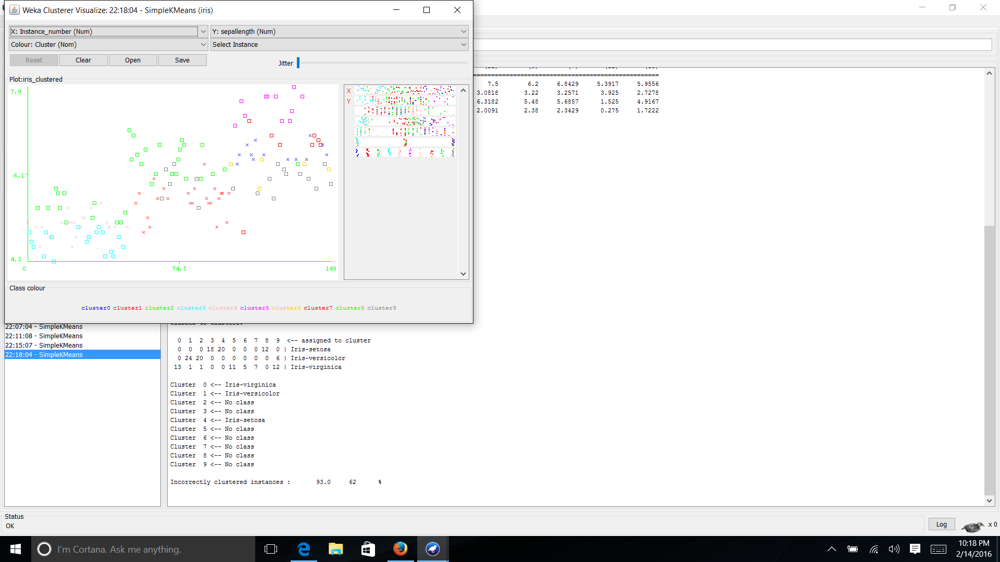 Weka Clusterer Visualize: 22:18:04 - SimpleKMeans (iris)
X: Instance_number (Num)
Y: sepallength (Num)
Colour: Cluster (Nom)
Select Instance
Reset
Clear
Open
Save
Jitter
Plot:iris_clustered
7.9
6.1
4.3
0
74.5
149
X
Y
Class colour
cluster0 cluster1 cluster2 cluster3 cluster4 cluster5 cluster6 cluster7 cluster8 cluster9
7.5 6.2 6.8429 5.3917 5.9556
3.0818 3.22 3.2571 3.925 2.7278
6.3182 5.48 5.6857 1.525 4.9167
2.0091 2.38 2.3429 0.275 1.7222
22:07:04 - SimpleKMeans
22:11:08 - SimpleKMeans
22:15:07 - SimpleKMeans
22:18:04 - SimpleKMeans
0 1 2 3 4 5 6 7 8 9 <-- assigned to cluster
0 0 0 18 20 0 0 0 12 0 | Iris-setosa
0 24 20 0 0 0 0 0 0 6 | Iris-versicolor
13 1 1 0 0 11 5 7 0 12 | Iris-virginica
Cluster 0 <-- Iris-virginica
Cluster 1 <-- Iris-versicolor
Cluster 2 <-- No class
Cluster 3 <-- No class
Cluster 4 <-- Iris-setosa
Cluster 5 <-- No class
Cluster 6 <-- No class
Cluster 7 <-- No class
Cluster 8 <-- No class
Cluster 9 <-- No class
Incorrectly clustered instances : 93.0 62 %
Status
OK
Log
x 0
I'm Cortana. Ask me anything.
10:18 PM
2/14/2016